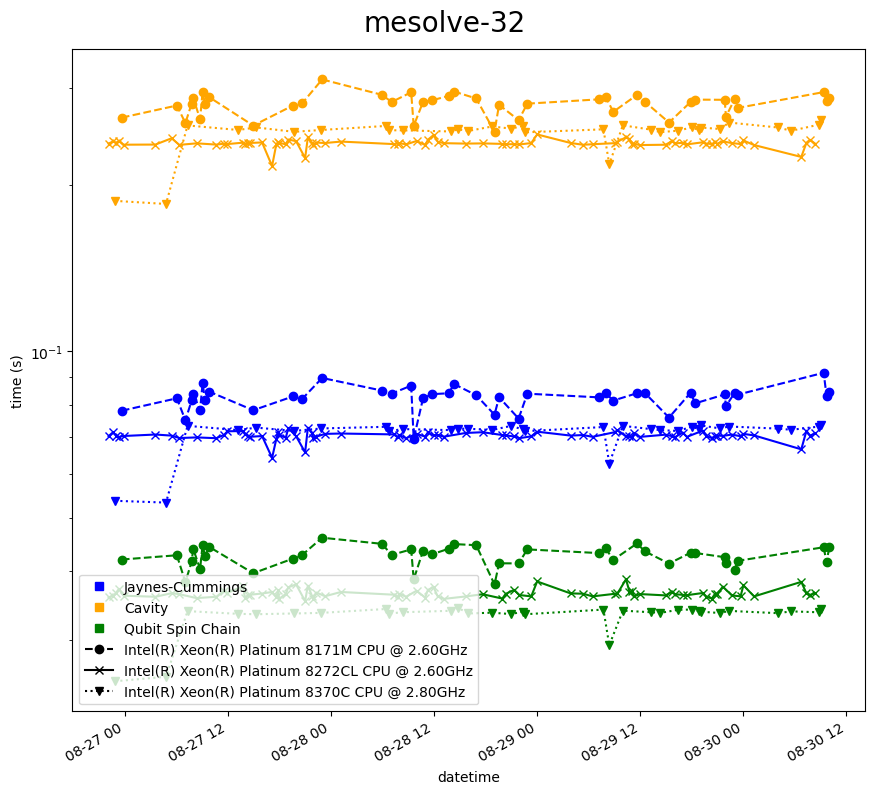 mesolve-32
time (s)
10⁻¹
Jaynes-Cummings
Cavity
Qubit Spin Chain
Intel(R) Xeon(R) Platinum 8171M CPU @ 2.60GHz
Intel(R) Xeon(R) Platinum 8272CL CPU @ 2.60GHz
Intel(R) Xeon(R) Platinum 8370C CPU @ 2.80GHz
08-27 00
08-27 12
08-28 00
08-28 12
08-29 00
08-29 12
08-30 00
08-30 12
datetime